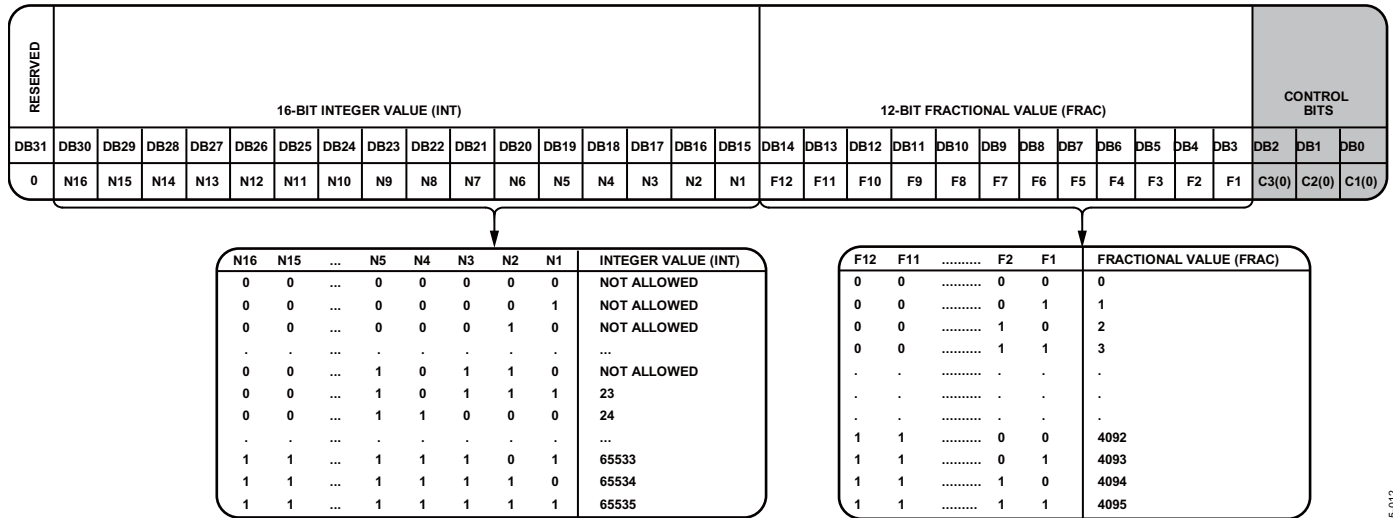 RESERVED
16-BIT INTEGER VALUE (INT)
12-BIT FRACTIONAL VALUE (FRAC)
CONTROL
BITS
DB31 DB30 DB29 DB28 DB27 DB26 DB25 DB24 DB23 DB22 DB21 DB20 DB19 DB18 DB17 DB16 DB15 DB14 DB13 DB12 DB11 DB10 DB9 DB8 DB7 DB6 DB5 DB4 DB3 DB2 DB1 DB0
0 N16 N15 N14 N13 N12 N11 N10 N9 N8 N7 N6 N5 N4 N3 N2 N1 F12 F11 F10 F9 F8 F7 F6 F5 F4 F3 F2 F1 C3(0) C2(0) C1(0)
N16 N15 ... N5 N4 N3 N2 N1 INTEGER VALUE (INT)
0 0 ... 0 0 0 0 0 NOT ALLOWED
0 0 ... 0 0 0 0 1 NOT ALLOWED
0 0 ... 0 0 0 1 0 NOT ALLOWED
. . ... . . . . . ...
0 0 ... 1 0 1 1 0 NOT ALLOWED
0 0 ... 1 0 1 1 1 23
0 0 ... 1 1 0 0 0 24
. . ... . . . . . ...
1 1 ... 1 1 1 0 1 65533
1 1 ... 1 1 1 1 0 65534
1 1 ... 1 1 1 1 1 65535
F12 F11 .......... F2 F1 FRACTIONAL VALUE (FRAC)
0 0 .......... 0 0 0
0 0 .......... 0 1 1
0 0 .......... 1 0 2
0 0 .......... 1 1 3
. . .......... . . .
. . .......... . . .
. . .......... . . .
1 1 .......... 0 0 4092
1 1 .......... 0 1 4093
1 1 .......... 1 0 4094
1 1 ......... 1 1 4095